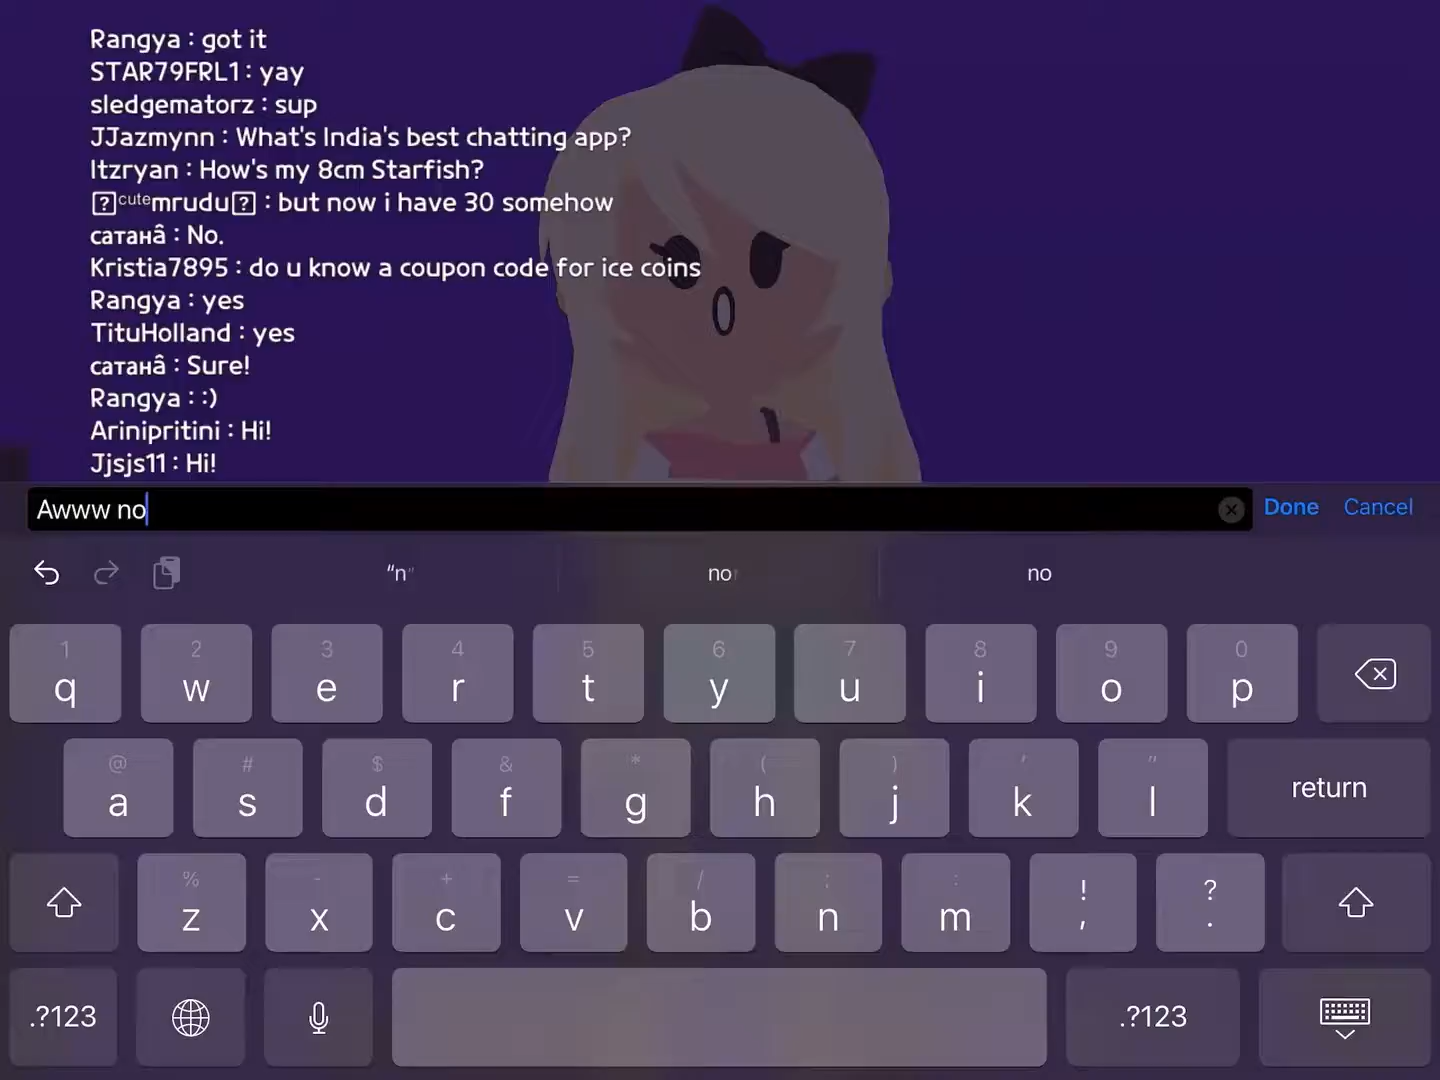 Rangya : got it
STAR79FRL1 : yay
sledgematorz : sup
JJazmynn : What's India's best chatting app?
Itzryan : How's my 8cm Starfish?
ᶜᵘᵗᵉmrudu : but now i have 30 somehow
сатанâ : No.
Kristia7895 : do u know a coupon code for ice coins
Rangya : yes
TituHolland : yes
сатанâ : Sure!
Rangya : :)
Arinipritini : Hi!
Jjsjs11 : Hi!
Awww no Done Cancel
“n” no no
1 2 3 4 5 6 7 8 9 0
q w e r t y u i o p
@ # $ & * ( ) ' "
a s d f g h j k l return
% - + = / ; : ! ?
z x c v b n m , .
.?123 .?123